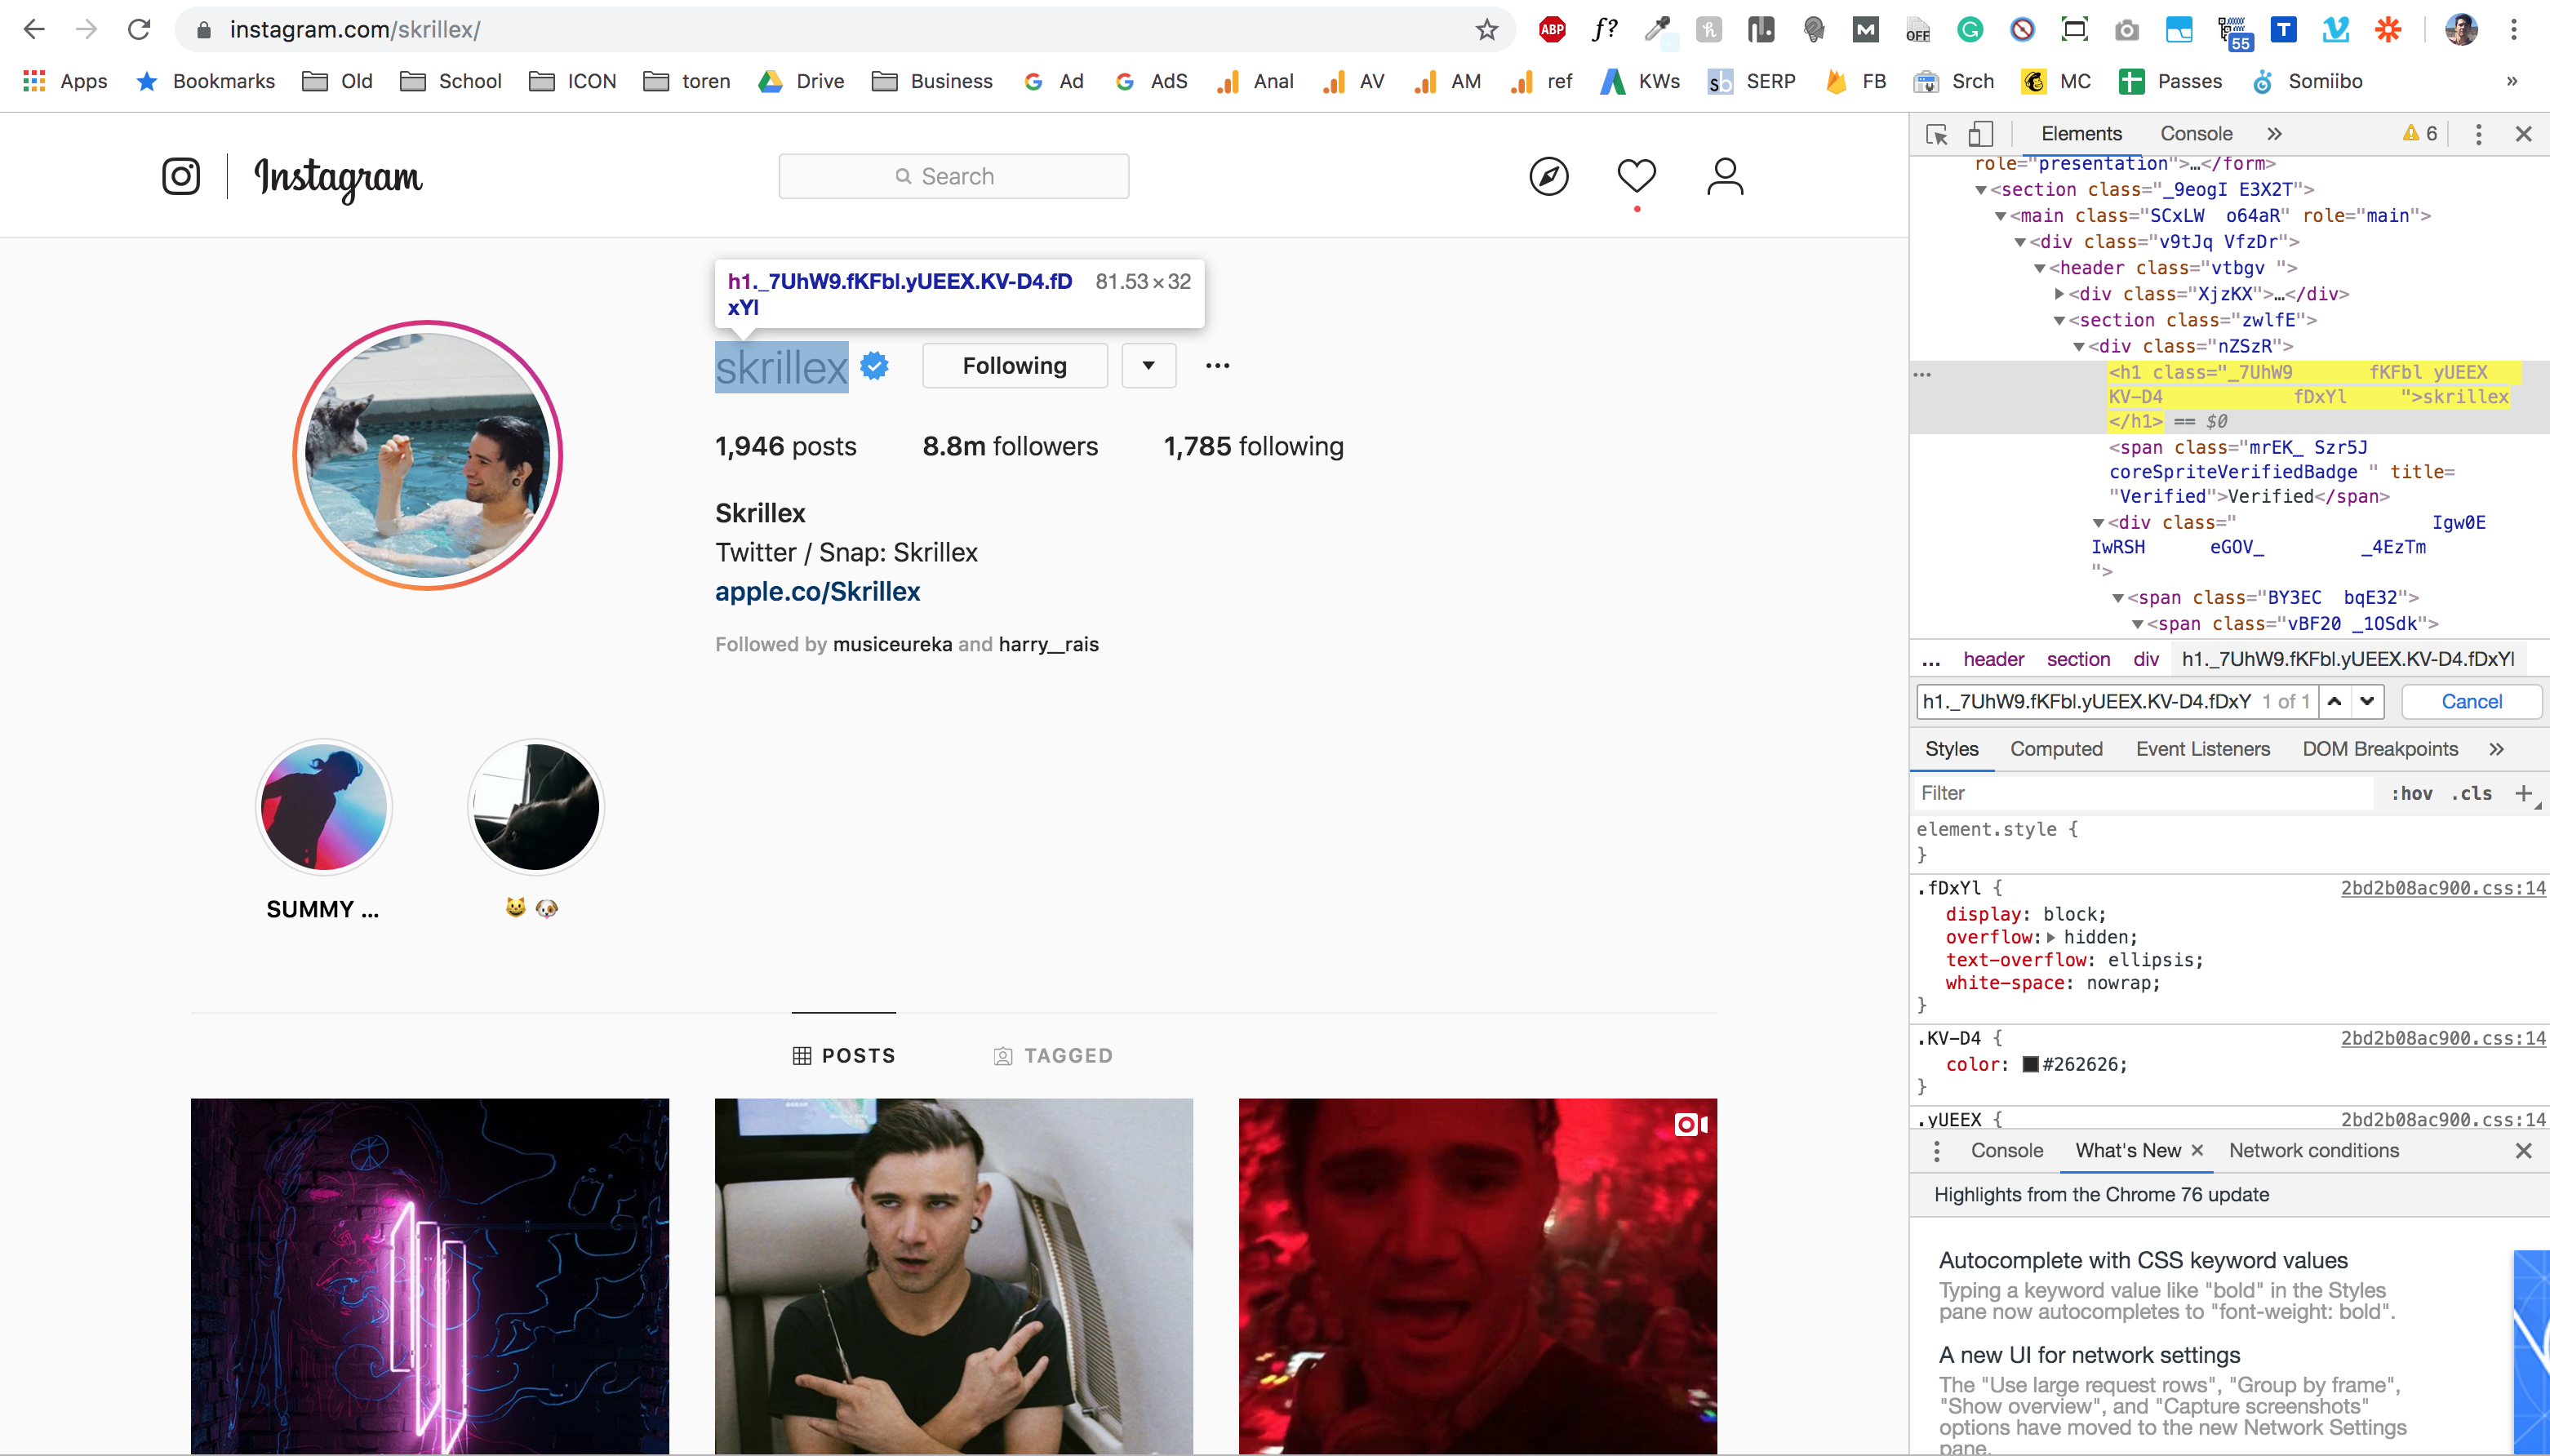 instagram.com/skrillex/
ABP f? M OFF 55 T
Apps Bookmarks Old School ICON toren Drive Business Ad AdS Anal AV AM ref KWs sb SERP FB Srch MC Passes Somiibo »
Instagram
Search
h1._7UhW9.fKFbl.yUEEX.KV-D4.fD 81.53 × 32
xYl
skrillex Following
1,946 posts 8.8m followers 1,785 following
Skrillex
Twitter / Snap: Skrillex
apple.co/Skrillex
Followed by musiceureka and harry__rais
SUMMY ...
😺 🐶
POSTS TAGGED
Elements Console » 6
role="presentation">…</form>
<section class="_9eogI E3X2T">
<main class="SCxLW  o64aR" role="main">
<div class="v9tJq VfzDr">
<header class="vtbgv ">
<div class="XjzKX">…</div>
<section class="zwlfE">
<div class="nZSzR">
<h1 class="_7UhW9 fKFbl yUEEX
KV-D4 fDxYl ">skrillex
</h1> == $0
<span class="mrEK_ Szr5J
coreSpriteVerifiedBadge " title=
"Verified">Verified</span>
<div class=" Igw0E
IwRSH eGOV_ _4EzTm
">
<span class="BY3EC  bqE32">
<span class="vBF20 _1OSdk">
... header section div h1._7UhW9.fKFbl.yUEEX.KV-D4.fDxYl
h1._7UhW9.fKFbl.yUEEX.KV-D4.fDxY 1 of 1 Cancel
Styles Computed Event Listeners DOM Breakpoints »
Filter :hov .cls +
element.style {
}
.fDxYl { 2bd2b08ac900.css:14
display: block;
overflow: hidden;
text-overflow: ellipsis;
white-space: nowrap;
}
.KV-D4 { 2bd2b08ac900.css:14
color: #262626;
}
.yUEEX { 2bd2b08ac900.css:14
Console What's New × Network conditions
Highlights from the Chrome 76 update
Autocomplete with CSS keyword values
Typing a keyword value like "bold" in the Styles
pane now autocompletes to "font-weight: bold".
A new UI for network settings
The "Use large request rows", "Group by frame",
"Show overview", and "Capture screenshots"
options have moved to the new Network Settings
pane.